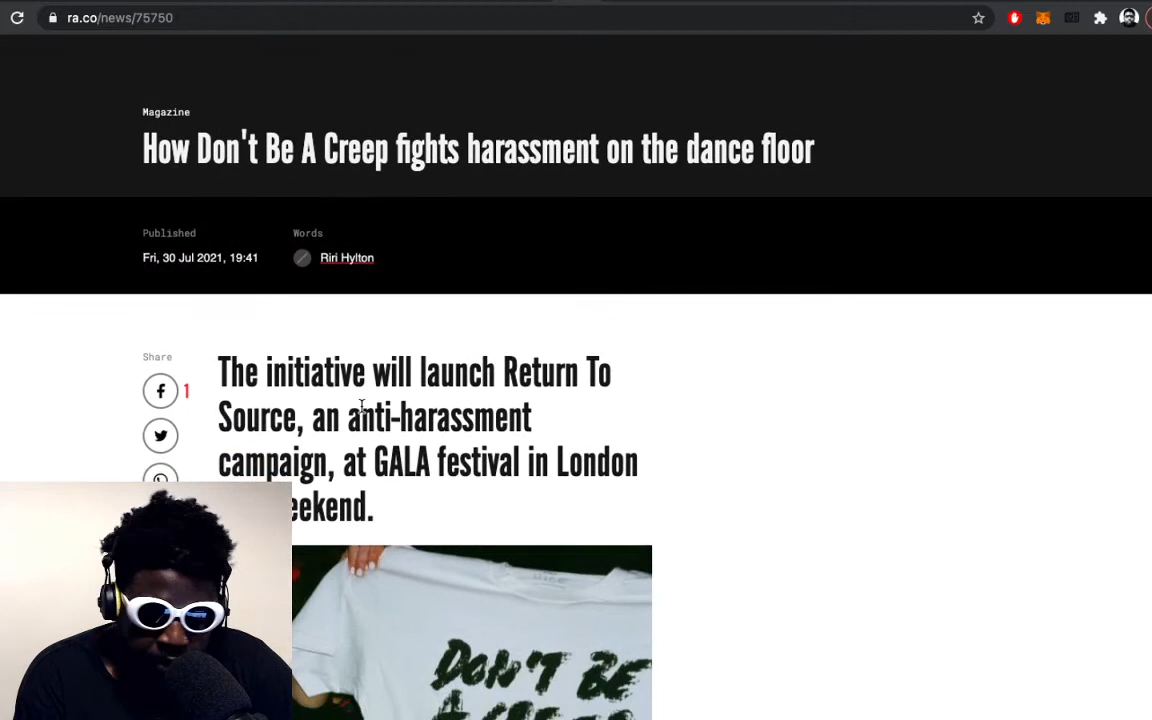 ra.co/news/75750
Magazine
How Don't Be A Creep fights harassment on the dance floor
Published
Words
Fri, 30 Jul 2021, 19:41
Riri Hylton
Share
The initiative will launch Return To
1
Source, an anti-harassment
campaign, at GALA festival in London
eekend.
DON'T BE